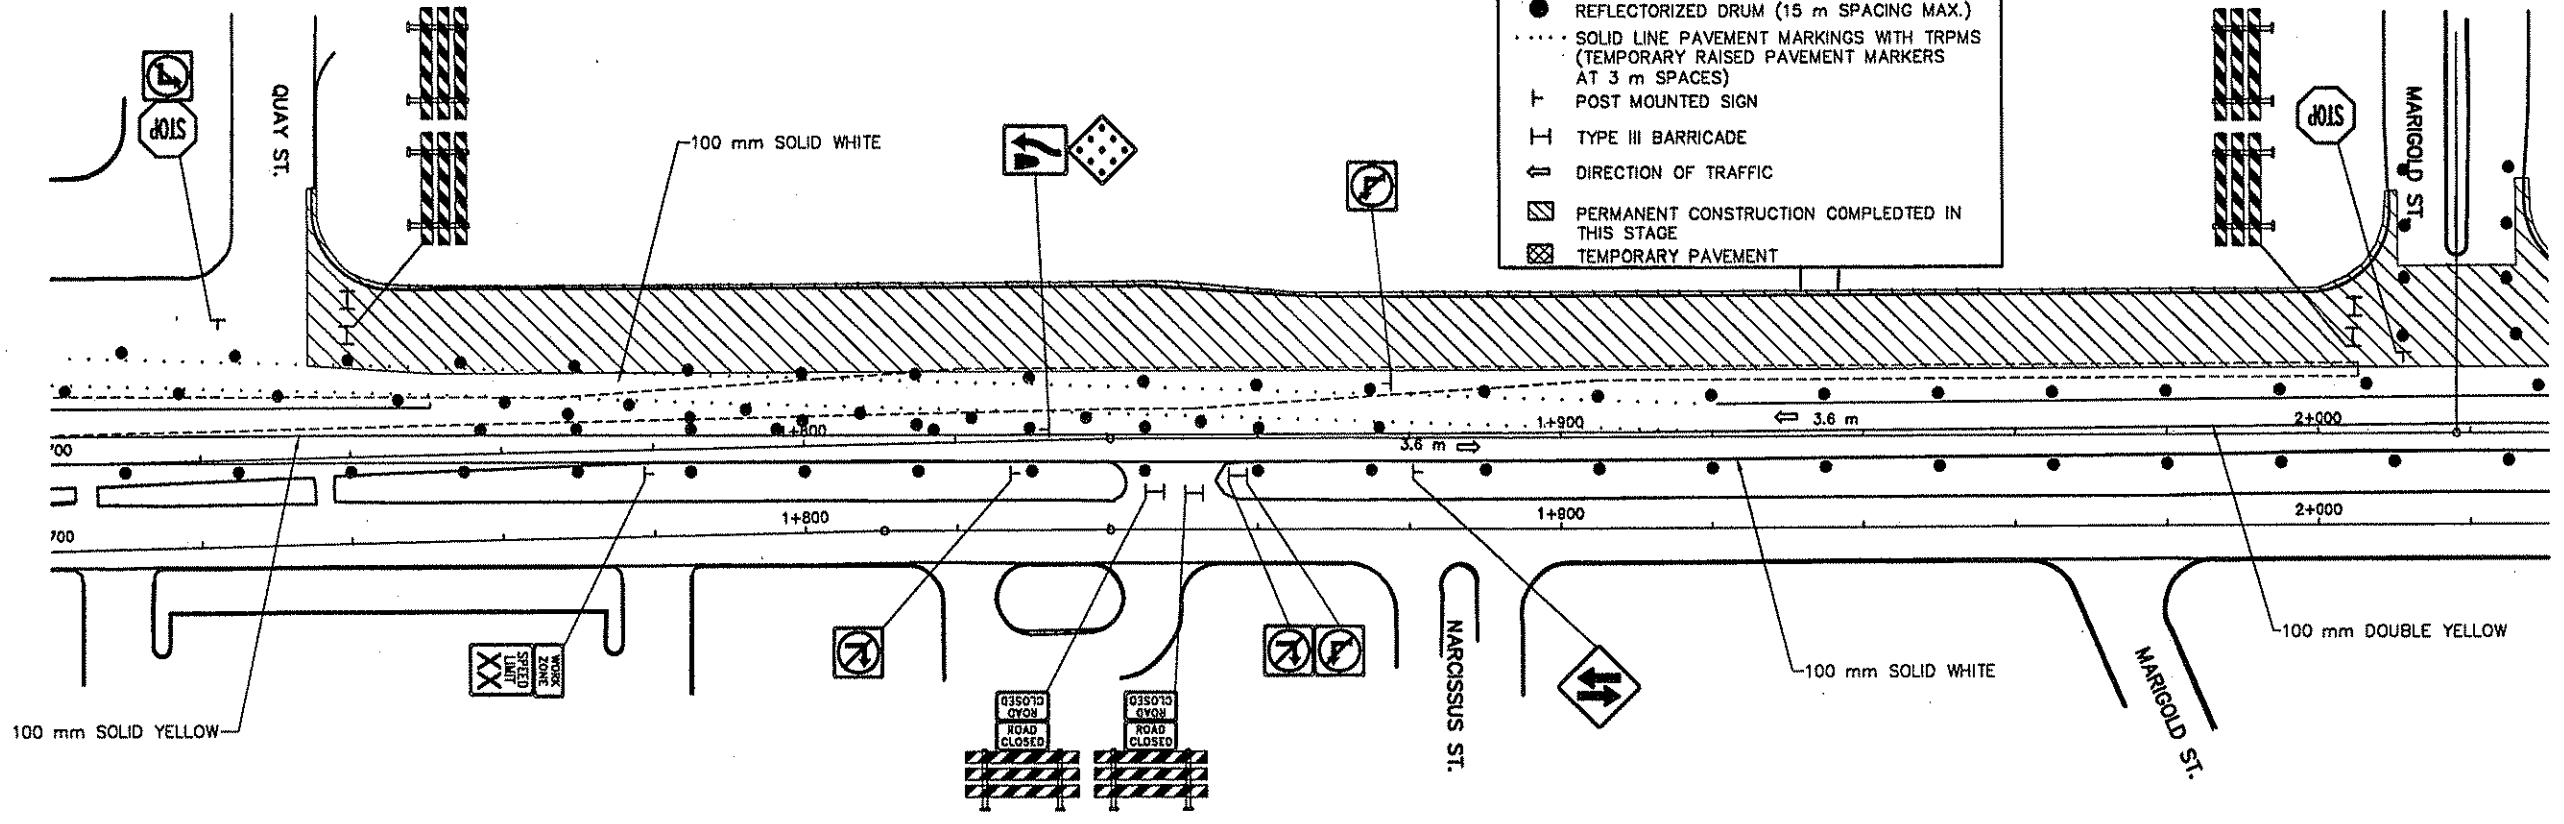 REFLECTORIZED DRUM (15 m SPACING MAX.)
SOLID LINE PAVEMENT MARKINGS WITH TRPMS
(TEMPORARY RAISED PAVEMENT MARKERS
AT 3 m SPACES)
POST MOUNTED SIGN
TYPE III BARRICADE
DIRECTION OF TRAFFIC
PERMANENT CONSTRUCTION COMPLEDTED IN
THIS STAGE
TEMPORARY PAVEMENT
STOP
QUAY ST.
100 mm SOLID WHITE
STOP
MARIGOLD ST.
1+800
1+900
3.6 m
2+000
700
3.6 m
1+800
1+900
2+000
700
SPEED
LIMIT
XX
WORK
ZONE
100 mm SOLID YELLOW
ROAD
CLOSED
ROAD
CLOSED
ROAD
CLOSED
ROAD
CLOSED
NARCISSUS ST.
100 mm SOLID WHITE
100 mm DOUBLE YELLOW
MARIGOLD ST.